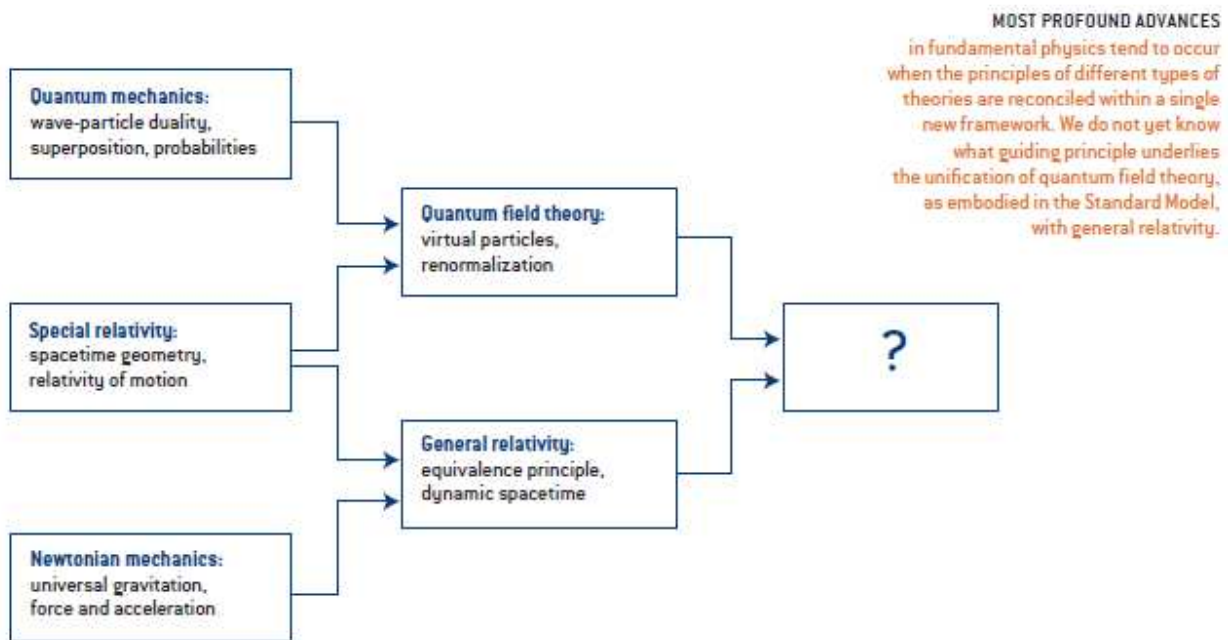 MOST PROFOUND ADVANCES
in fundamental physics tend to occur
when the principles of different types of
theories are reconciled within a single
new framework. We do not yet know
what guiding principle underlies
the unification of quantum field theory,
as embodied in the Standard Model,
with general relativity.
Quantum mechanics:
wave-particle duality,
superposition, probabilities
Special relativity:
spacetime geometry,
relativity of motion
Newtonian mechanics:
universal gravitation,
force and acceleration
Quantum field theory:
virtual particles,
renormalization
General relativity:
equivalence principle,
dynamic spacetime
?